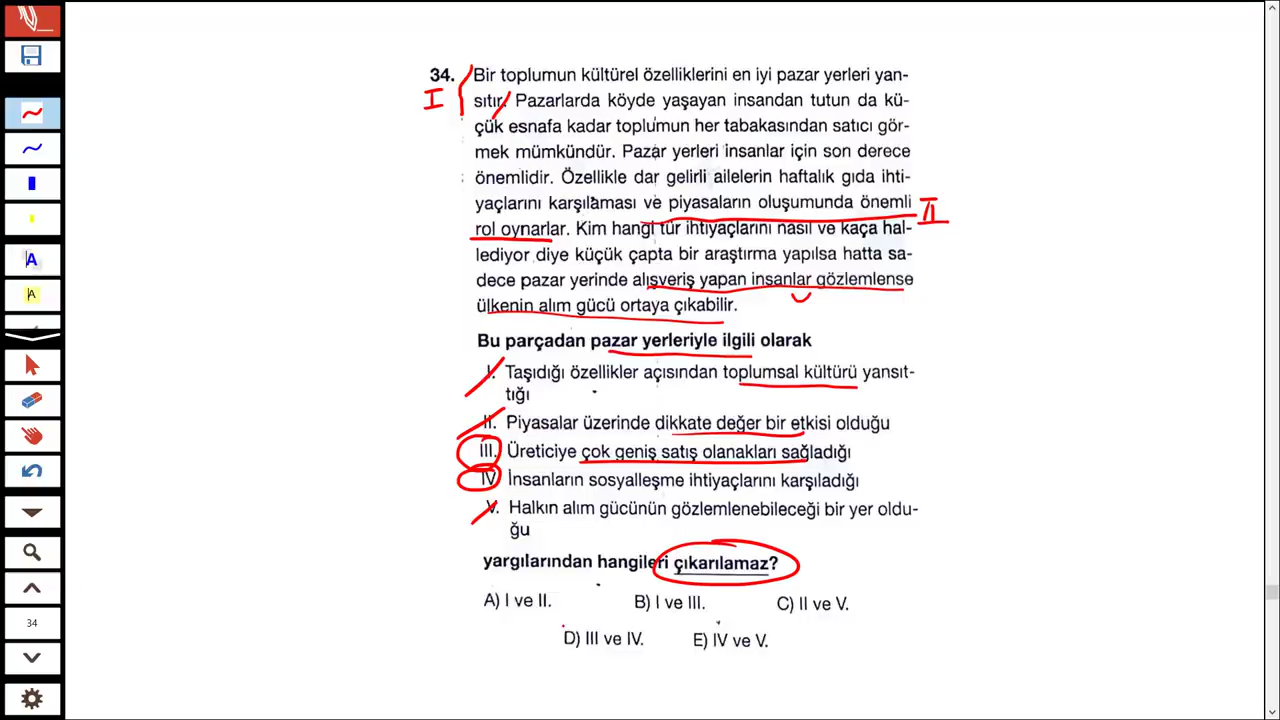 34. Bir toplumun kültürel özelliklerini en iyi pazar yerleri yan-
I sıtır. Pazarlarda köyde yaşayan insandan tutun da kü-
çük esnafa kadar toplumun her tabakasından satıcı gör-
mek mümkündür. Pazar yerleri insanlar için son derece
önemlidir. Özellikle dar gelirli ailelerin haftalık gıda ihti-
yaçlarını karşılaması ve piyasaların oluşumunda önemli II
rol oynarlar. Kim hangi tür ihtiyaçlarını nasıl ve kaça hal-
lediyor diye küçük çapta bir araştırma yapılsa hatta sa-
dece pazar yerinde alışveriş yapan insanlar gözlemlense
ülkenin alım gücü ortaya çıkabilir.
Bu parçadan pazar yerleriyle ilgili olarak
I. Taşıdığı özellikler açısından toplumsal kültürü yansıt-
tığı
II. Piyasalar üzerinde dikkate değer bir etkisi olduğu
III. Üreticiye çok geniş satış olanakları sağladığı
IV. İnsanların sosyalleşme ihtiyaçlarını karşıladığı
V. Halkın alım gücünün gözlemlenebileceği bir yer oldu-
ğu
yargılarından hangileri çıkarılamaz?
A) I ve II. B) I ve III. C) II ve V.
D) III ve IV. E) IV ve V.
A
A
34